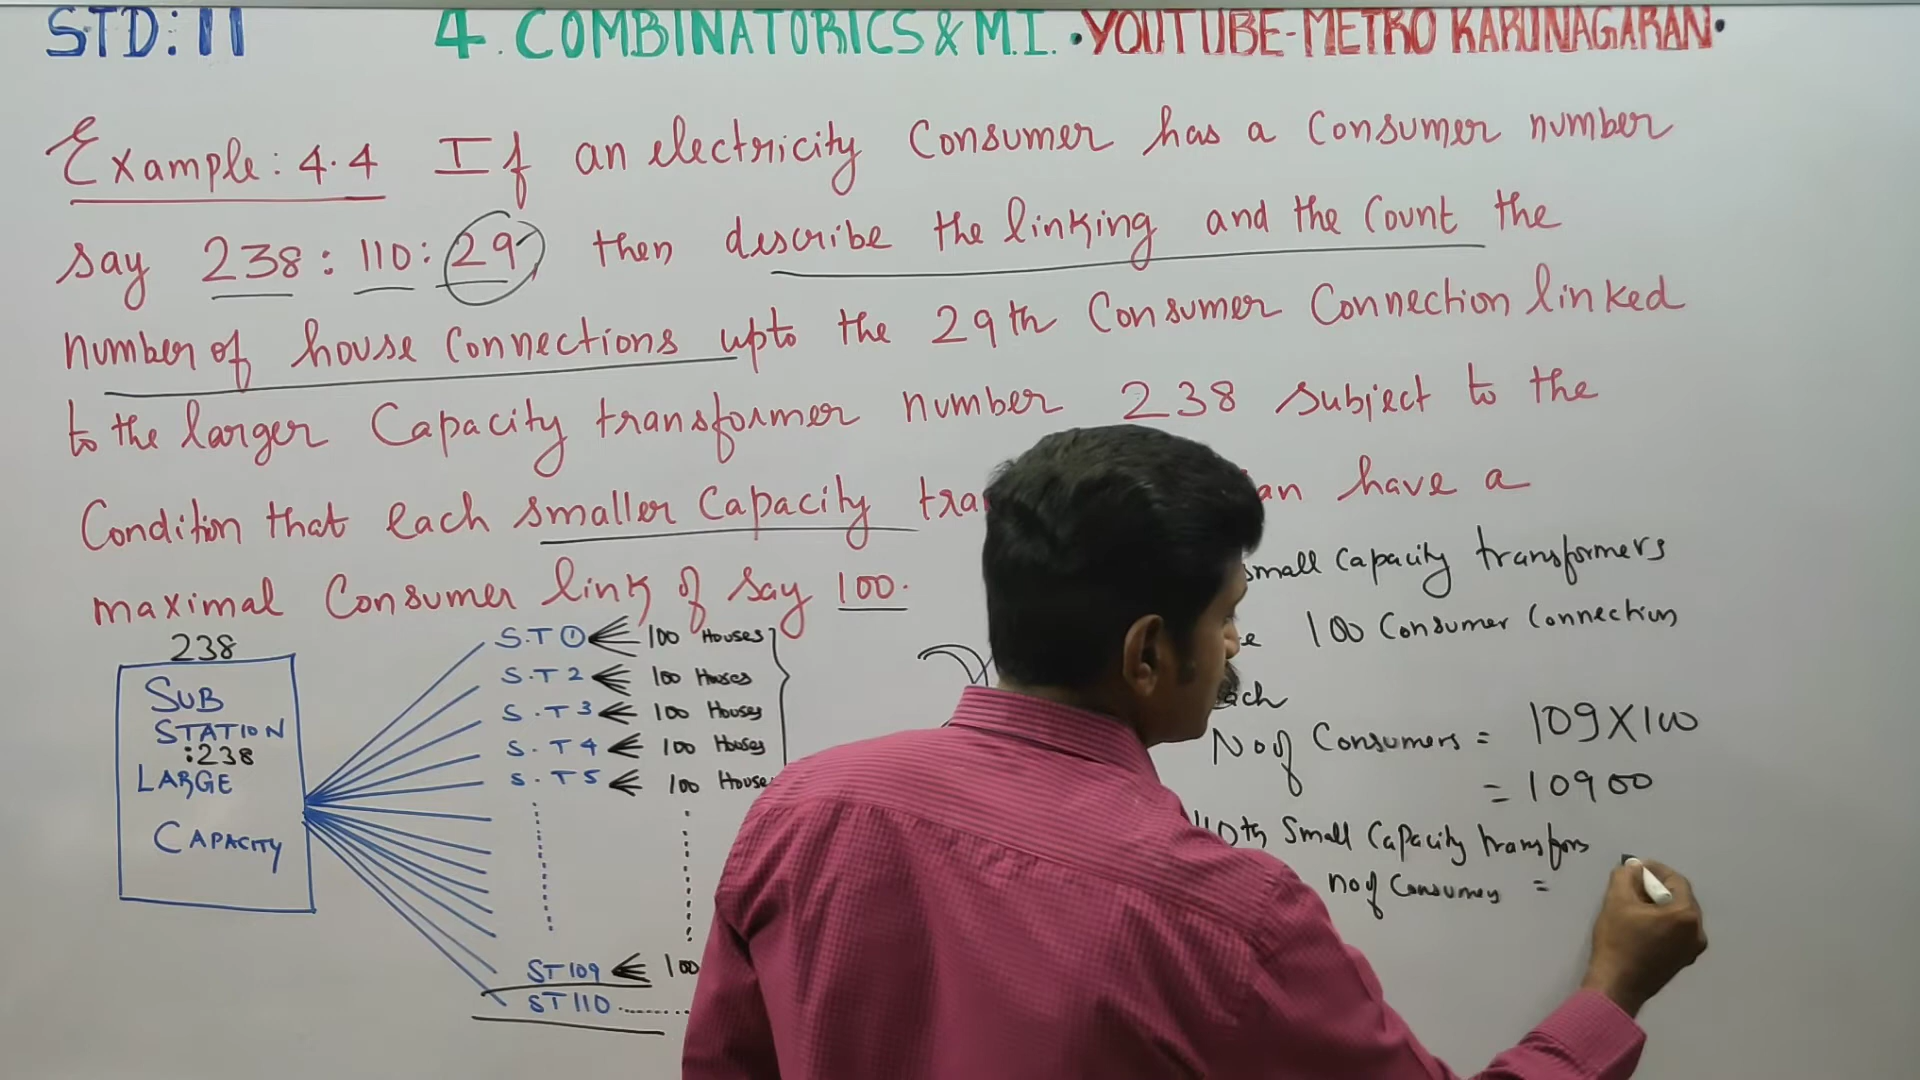 STD: 11 4. COMBINATORICS & M.I. • YOUTUBE-METRO KARUNAGARAN•
Example: 4.4 If an electricity Consumer has a Consumer number
say 238 : 110 : 29 then describe the linking and the Count the
number of house Connections upto the 29th Consumer Connection linked
to the larger Capacity transformer number 238 subject to the
Condition that each smaller Capacity have a
maximal Consumer link of say 100.
238
SUB
STATION
:238
LARGE
CAPACITY
S.T 1 100 Houses
S.T 2 100 Houses
S.T 3 100 Houses
S.T 4 100 Houses
S.T 5 100 House
ST 109 100
ST 110
small Capacity transformers
100 Consumer Connections
No of Consumers = 109 X 100
= 10900
110th Small Capacity transfors
no of Consumers =